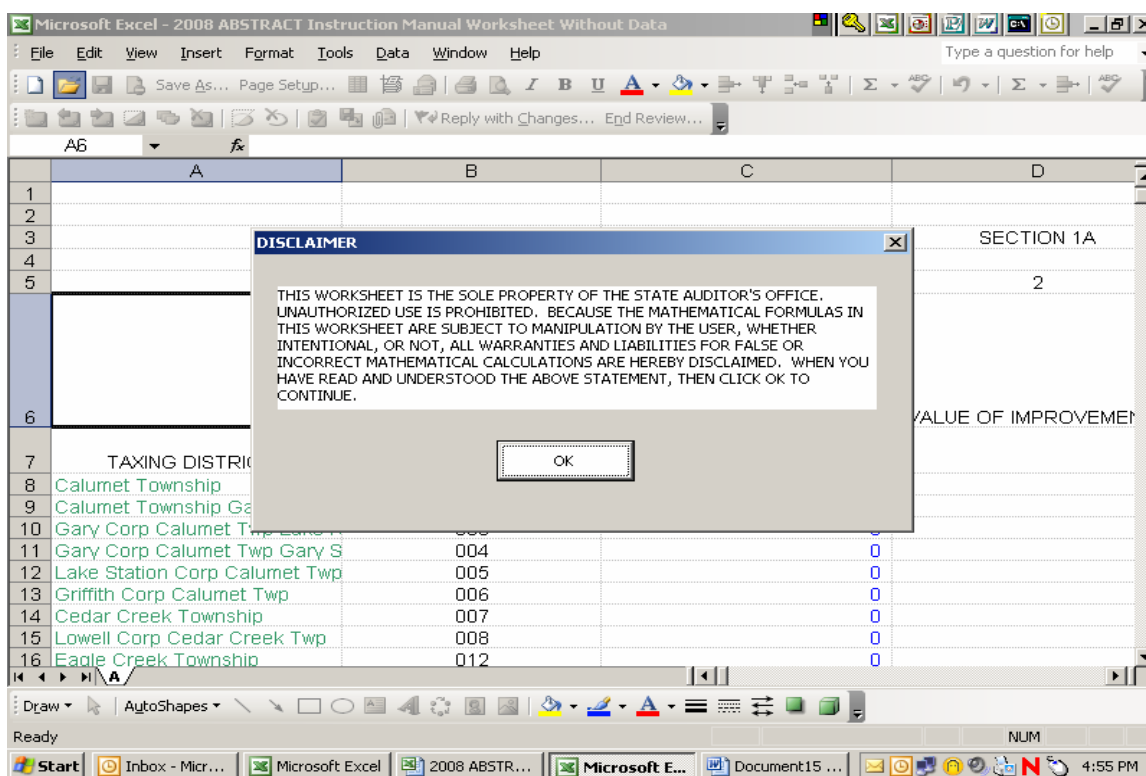 Microsoft Excel - 2008 ABSTRACT Instruction Manual Worksheet Without Data
File Edit View Insert Format Tools Data Window Help Type a question for help
Save As... Page Setup... I B U A Σ ABC Σ ABC
Reply with Changes... End Review...
A6 fx
A B C D
1
2
3 SECTION 1A
4
5 2
DISCLAIMER
THIS WORKSHEET IS THE SOLE PROPERTY OF THE STATE AUDITOR'S OFFICE.
UNAUTHORIZED USE IS PROHIBITED. BECAUSE THE MATHEMATICAL FORMULAS IN
THIS WORKSHEET ARE SUBJECT TO MANIPULATION BY THE USER, WHETHER
INTENTIONAL, OR NOT, ALL WARRANTIES AND LIABILITIES FOR FALSE OR
INCORRECT MATHEMATICAL CALCULATIONS ARE HEREBY DISCLAIMED. WHEN YOU
HAVE READ AND UNDERSTOOD THE ABOVE STATEMENT, THEN CLICK OK TO
CONTINUE.
OK
6 VALUE OF IMPROVEMEN
7 TAXING DISTRI
8 Calumet Township
9 Calumet Township Ga
10 Gary Corp Calumet
11 Gary Corp Calumet Twp Gary S 004 0
12 Lake Station Corp Calumet Twp 005 0
13 Griffith Corp Calumet Twp 006 0
14 Cedar Creek Township 007 0
15 Lowell Corp Cedar Creek Twp 008 0
16 Eagle Creek Township 012 0
A
Draw AutoShapes A A
Ready NUM
Start Inbox - Micr... Microsoft Excel 2008 ABSTR... Microsoft E... Document15 ... N 4:55 PM